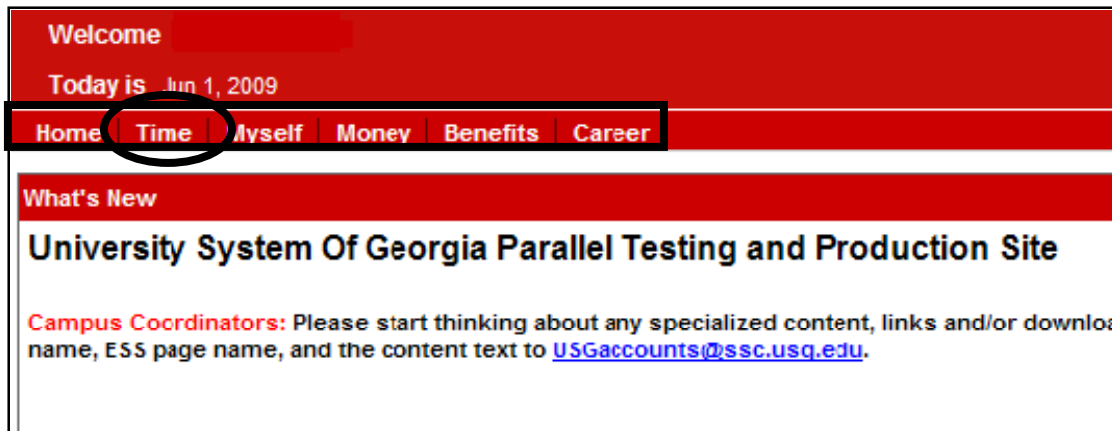 Welcome
Today is Jun 1, 2009
Home Time Myself Money Benefits Career
What's New
University System Of Georgia Parallel Testing and Production Site
Campus Coordinators: Please start thinking about any specialized content, links and/or downloa
name, ESS page name, and the content text to USGaccounts@ssc.usg.edu.